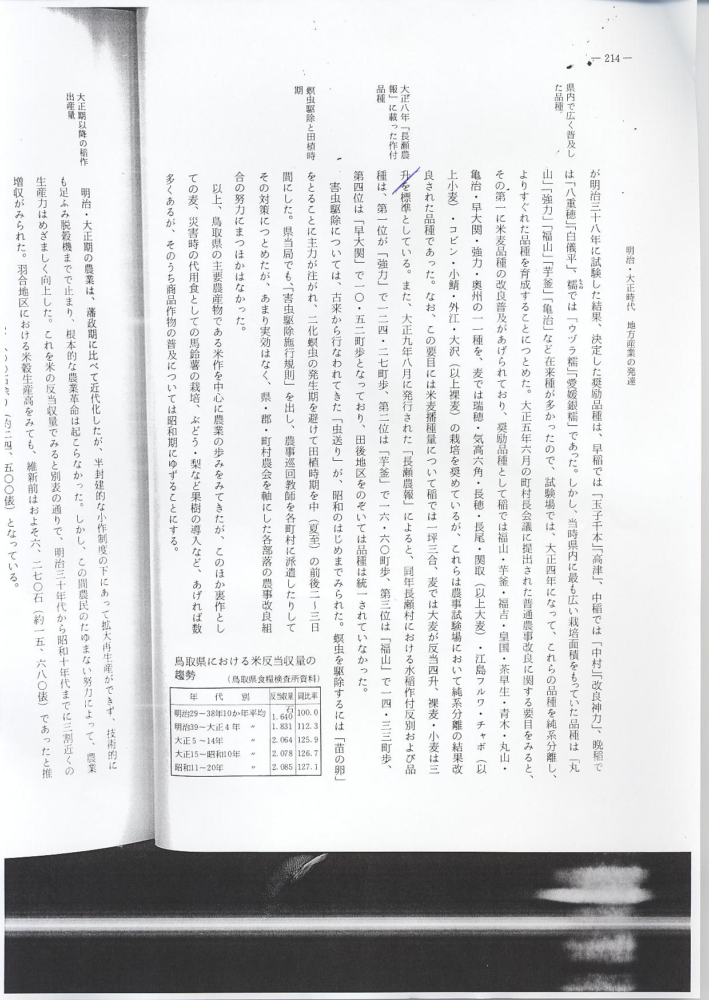 ― 214 ―
明治・大正時代　地方産業の発達
県内で広く普及し
た品種
が明治三十八年に試験した結果、決定した奨励品種は、早稲では「玉子千本」「高津」、中稲では「中村」「改良神力」、晩稲で
は「八重穂」「白儀平」、糯では「ウヅラ糯」「愛媛銀糯」であった。しかし、当時県内に最も広い栽培面積をもっていた品種は「丸
山」「強力」「福山」「芋釜」「亀治」など在来種が多かったので、試験場では、大正四年になって、これらの品種を純系分離し、
よりすぐれた品種を育成することにつとめた。大正五年六月の町村長会議に提出された普通農事改良に関する要目をみると、
その第一に米麦品種の改良普及があげられており、奨励品種として稲では福山・芋釜・福吉・皇国・茶早生・青木・丸山・
亀治・早大関・強力・奥州の一一種を、麦では瑞穂・気高六角・長穂・長尾・関取（以上大麦）・江島フルワ・チャボ（以
上小麦）・コビン・小鯖・外江・大沢（以上裸麦）の栽培を奨めているが、これらは農事試験場において純系分離の結果改
良された品種であった。なお、この要目には米麦播種量について稲では一坪三合、麦では大麦が反当四升、裸麦・小麦は三
大正八年「長瀬農
報」に載った作付
品種
升を標準としている。また、大正九年八月に発行された「長瀬農報」によると、同年長瀬村における水稲作付反別および品
種は、第一位が「強力」で一二四・二七町歩、第二位は「芋釜」で一六・六〇町歩、第三位は「福山」で一四・三三町歩、
第四位は「早大関」で一〇・五二町歩となっており、田後地区をのぞいては品種は統一されていなかった。
螟虫駆除と田植時
期
害虫駆除については、古来から行なわれてきた「虫送り」が、昭和のはじめまでみられた。螟虫を駆除するには「苗の卵」
をとることに主力が注がれ、二化螟虫の発生期を避けて田植時期を中（夏至）の前後二〜三日
間にした。県当局でも、「害虫駆除施行規則」を出し、農事巡回教師を各町村に派遣したりして
その対策につとめたが、あまり実効はなく、県・郡・町村農会を軸にした各部落の農事改良組
合の努力にまつほかはなかった。
以上、鳥取県の主要農産物である米作を中心に農業の歩みをみてきたが、このほか裏作とし
ての麦、災害時の代用食としての馬鈴薯の栽培、ぶどう・梨など果樹の導入など、あげれば数
多くあるが、そのうち商品作物の普及については昭和期にゆずることにする。
鳥取県における米反当収量の
趨勢
（鳥取県食糧検査所資料）
年代別 反当収量 同比率
明治29〜38年10か年平均 石1.640 100.0
明治39〜大正4年 〃 1.831 112.3
大正5〜14年 〃 2.064 125.9
大正15〜昭和10年 〃 2.078 126.7
昭和11〜20年 〃 2.085 127.1
大正期以降の稲作
出産量
明治・大正期の農業は、藩政期に比べて近代化したが、半封建的な小作制度の下にあって拡大再生産ができず、技術的に
も足ふみ脱穀機までで止まり、根本的な農業革命は起こらなかった。しかし、この間農民のたゆまない努力によって、農業
生産力はめざましく向上した。これを米の反当収量でみると別表の通りで、明治三十年代から昭和十年代までに三割近くの
増収がみられた。羽合地区における米穀生産高をみても、維新前はおよそ六、二七〇石（約一五、六八〇俵）であったと推
（約二四、五〇〇俵）となっている。